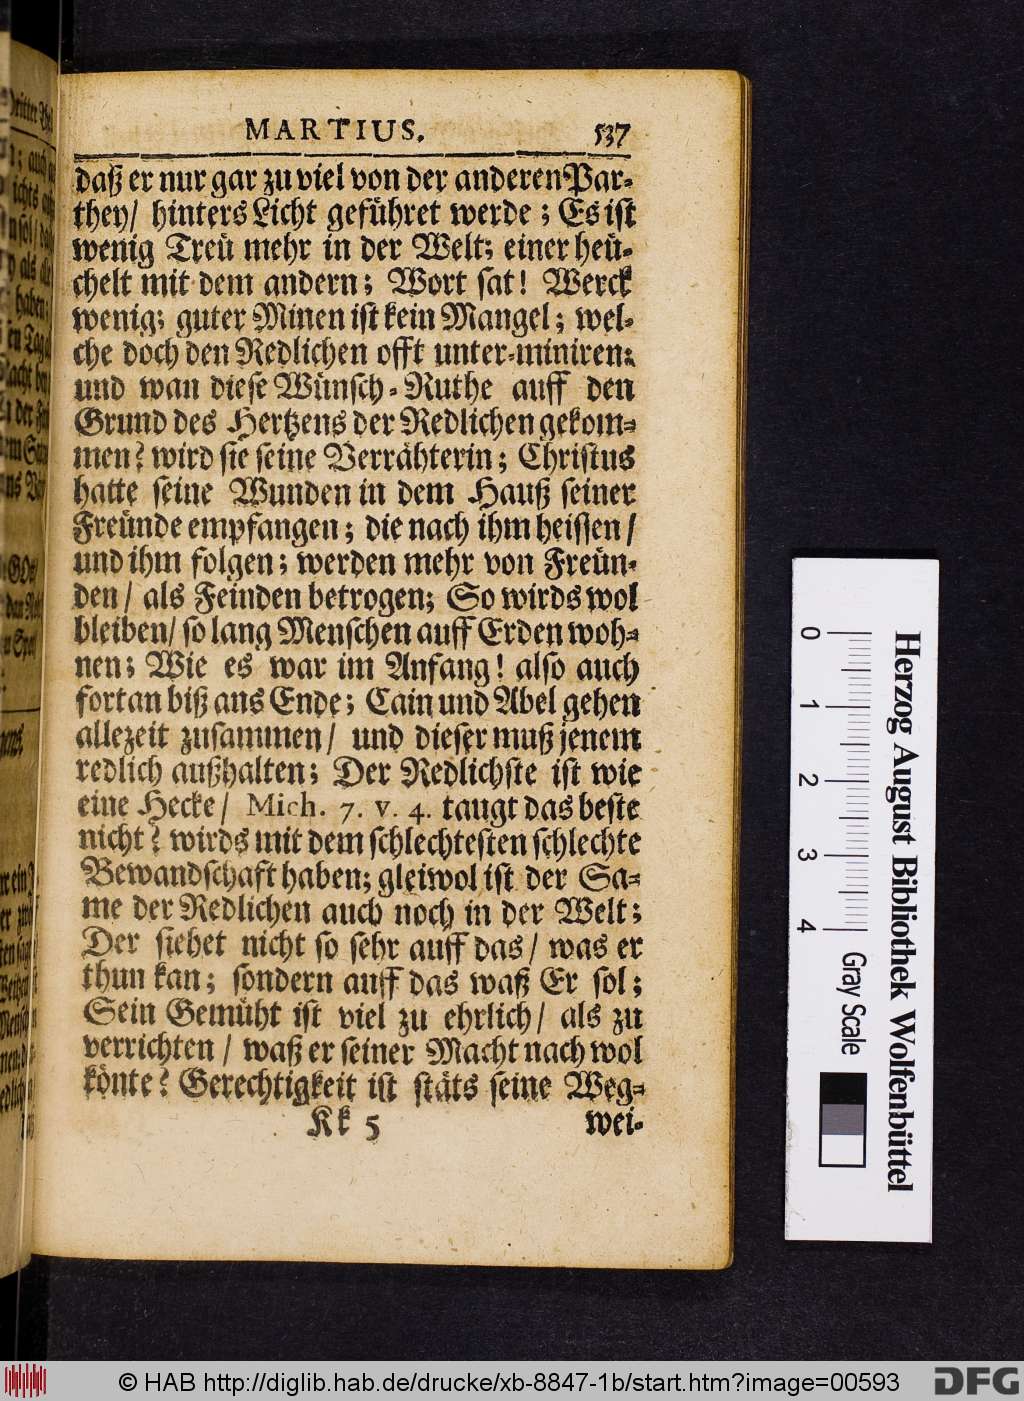 MARTIUS. 537
daß er nur gar zu viel von der anderen Par-
they/ hinters Licht geführet werde; Es ist
wenig Treü mehr in der Welt; einer heü-
chelt mit dem andern; Wort sat! Werck
wenig; guter Minen ist kein Mangel; wel-
che doch den Redlichen offt unter-miniren;
und wan diese Wünsch-Ruthe auff den
Grund des Hertzens der Redlichen gekom-
men? wird sie seine Verrähterin; Christus
hatte seine Wunden in dem Hauß seiner
Freünde empfangen; die nach ihm heissen/
und ihm folgen; werden mehr von Freün-
den/ als Feinden betrogen; So wirds wol
bleiben/ so lang Menschen auff Erden woh-
nen; Wie es war im Anfang! also auch
fortan biß ans Ende; Cain und Abel gehen
allezeit zusammen/ und dieser muß jenem
redlich außhalten; Der Redlichste ist wie
eine Hecke/ Mich. 7. v. 4. taugt das beste
nicht? wirds mit dem schlechtesten schlechte
Bewandschaft haben; gleiwol ist der Sa-
me der Redlichen auch noch in der Welt;
Der siehet nicht so sehr auff das/ was er
thun kan; sondern auff das waß Er sol;
Sein Gemüht ist viel zu ehrlich/ als zu
verrichten/ waß er seiner Macht nach wol
könte? Gerechtigkeit ist stäts seine Weg-
Kk 5 wei-
0 1 2 3 4
Herzog August Bibliothek Wolfenbüttel
Gray Scale
© HAB http://diglib.hab.de/drucke/xb-8847-1b/start.htm?image=00593
DFG